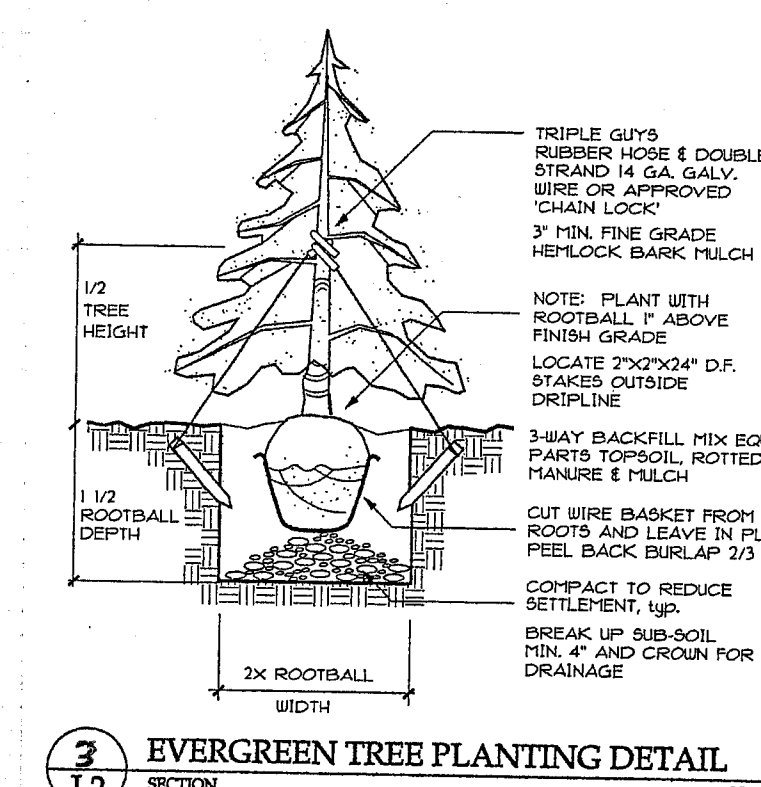 TRIPLE GUYS
RUBBER HOSE & DOUBLE
STRAND 14 GA. GALV.
WIRE OR APPROVED
'CHAIN LOCK'
3" MIN. FINE GRADE
HEMLOCK BARK MULCH
1/2
TREE
HEIGHT
NOTE: PLANT WITH
ROOTBALL 1" ABOVE
FINISH GRADE
LOCATE 2"X2"X24" D.F.
STAKES OUTSIDE
DRIPLINE
3-WAY BACKFILL MIX
PARTS TOPSOIL, ROTTED
MANURE & MULCH
1 1/2
ROOTBALL
DEPTH
CUT WIRE BASKET FROM
ROOTS AND LEAVE IN
PEEL BACK BURLAP 2/3
COMPACT TO REDUCE
SETTLEMENT, typ.
BREAK UP SUB-SOIL
MIN. 4" AND CROWN FOR
DRAINAGE
2X ROOTBALL
WIDTH
3
EVERGREEN TREE PLANTING DETAIL
SECTION